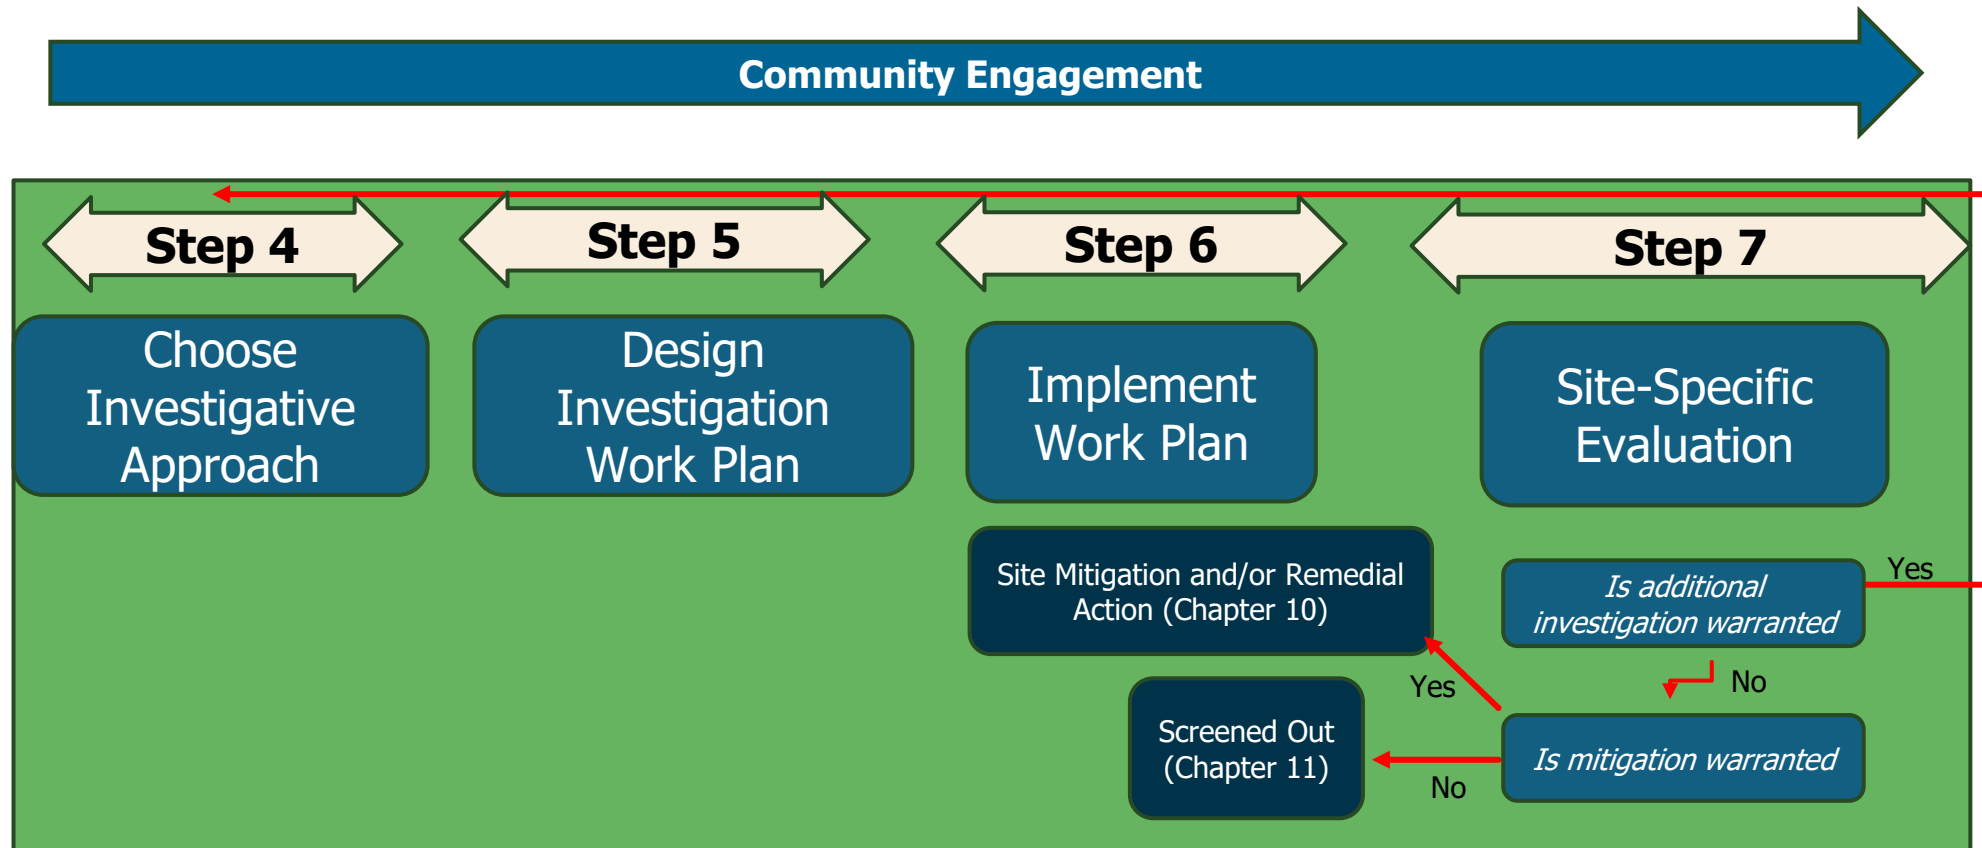 Community Engagement
Step 4
Step 5
Step 6
Step 7
Choose
Investigative
Approach
Design
Investigation
Work Plan
Implement
Work Plan
Site-Specific
Evaluation
Site Mitigation and/or Remedial
Action (Chapter 10)
Is additional
investigation warranted
Yes
No
Yes
Screened Out
(Chapter 11)
Is mitigation warranted
No